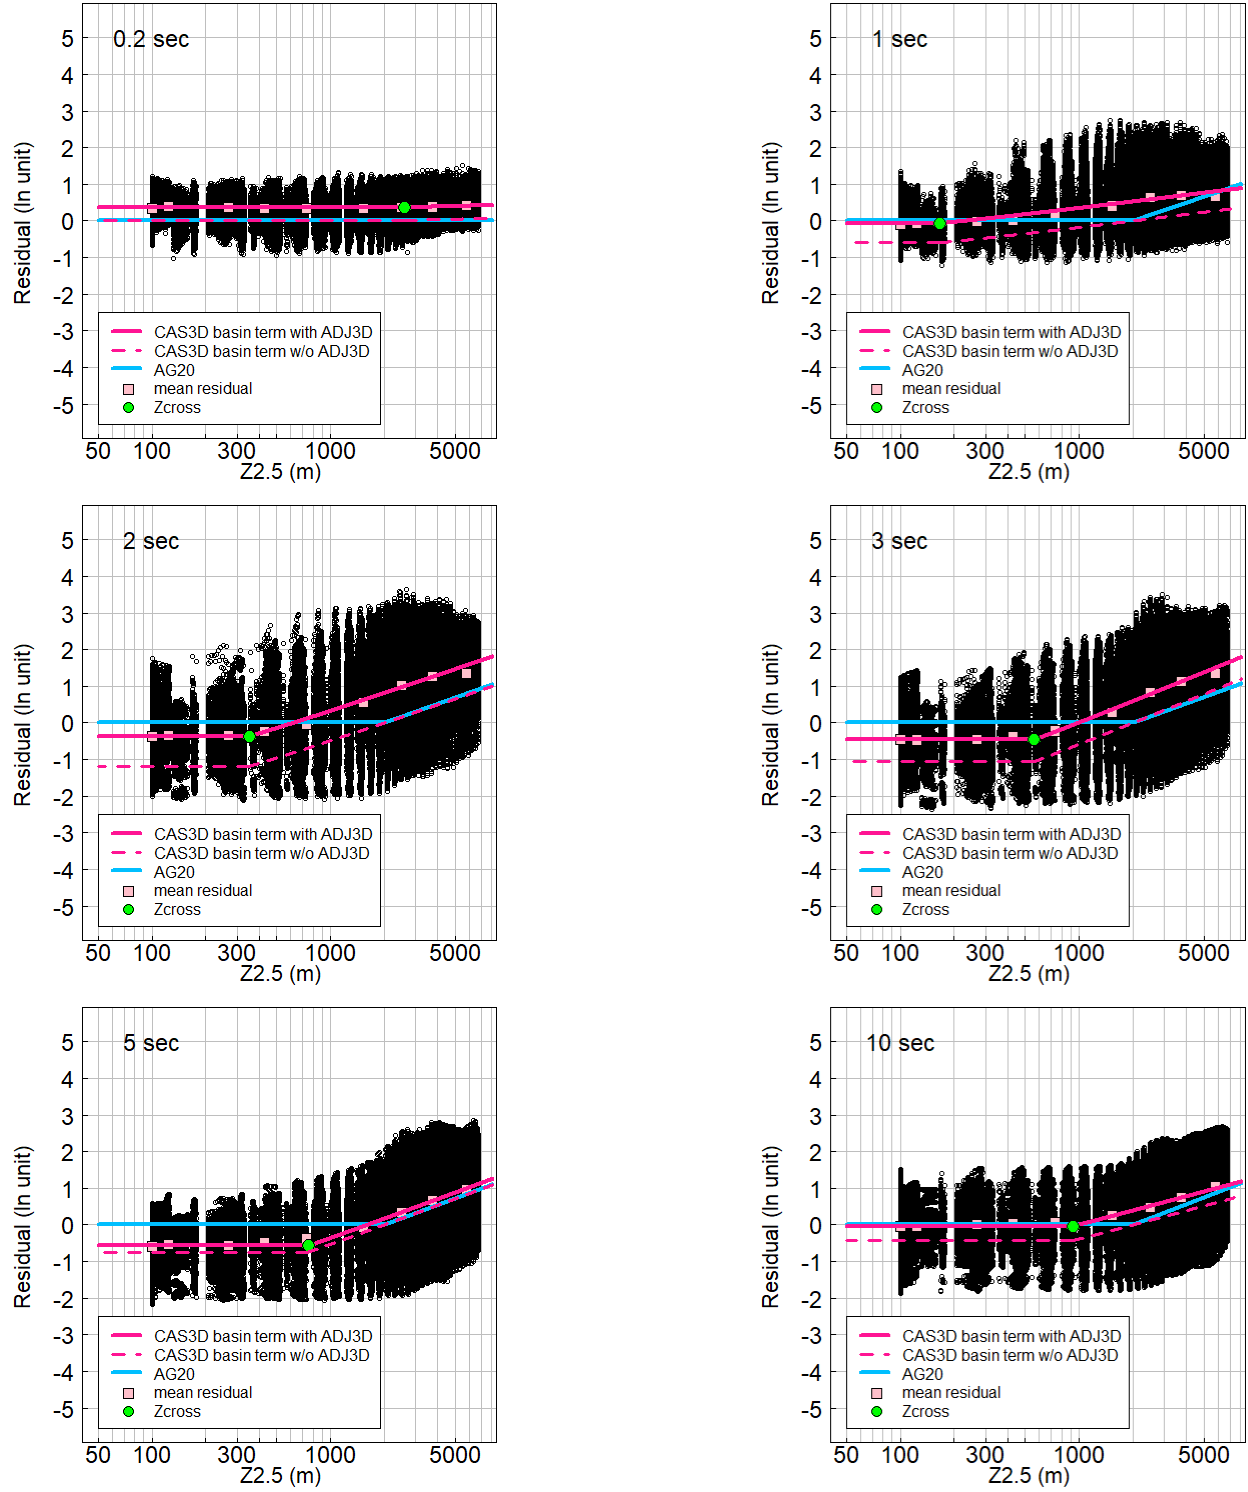 0.2 sec
5
4
3
2
1
0
-1
-2
-3
-4
-5
Residual (ln unit)
CAS3D basin term with ADJ3D
CAS3D basin term w/o ADJ3D
AG20
mean residual
Zcross
50 100 300 1000 5000
Z2.5 (m)
1 sec
5
4
3
2
1
0
-1
-2
-3
-4
-5
Residual (ln unit)
CAS3D basin term with ADJ3D
CAS3D basin term w/o ADJ3D
AG20
mean residual
Zcross
50 100 300 1000 5000
Z2.5 (m)
2 sec
5
4
3
2
1
0
-1
-2
-3
-4
-5
Residual (ln unit)
CAS3D basin term with ADJ3D
CAS3D basin term w/o ADJ3D
AG20
mean residual
Zcross
50 100 300 1000 5000
Z2.5 (m)
3 sec
5
4
3
2
1
0
-1
-2
-3
-4
-5
Residual (ln unit)
CAS3D basin term with ADJ3D
CAS3D basin term w/o ADJ3D
AG20
mean residual
Zcross
50 100 300 1000 5000
Z2.5 (m)
5 sec
5
4
3
2
1
0
-1
-2
-3
-4
-5
Residual (ln unit)
CAS3D basin term with ADJ3D
CAS3D basin term w/o ADJ3D
AG20
mean residual
Zcross
50 100 300 1000 5000
Z2.5 (m)
10 sec
5
4
3
2
1
0
-1
-2
-3
-4
-5
Residual (ln unit)
CAS3D basin term with ADJ3D
CAS3D basin term w/o ADJ3D
AG20
mean residual
Zcross
50 100 300 1000 5000
Z2.5 (m)